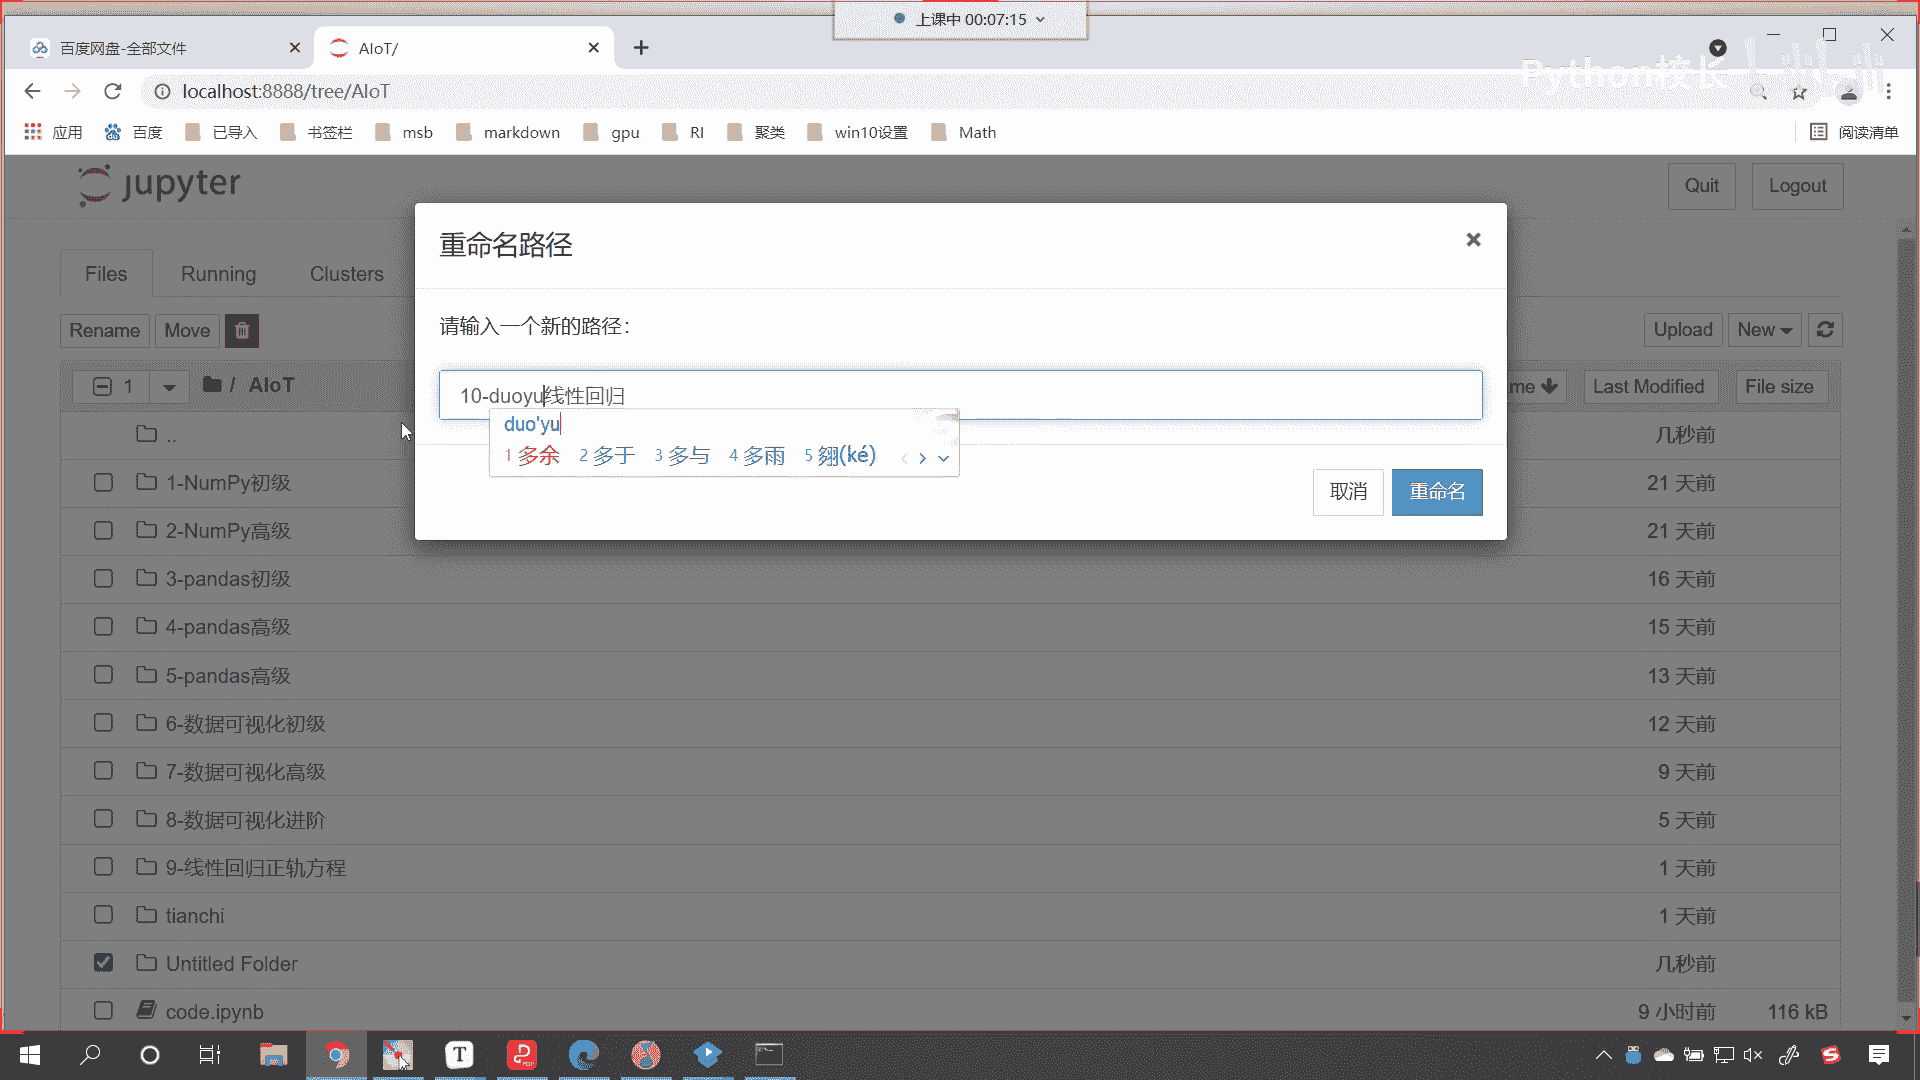 上课中 00:07:15
百度网盘-全部文件
AIoT/
Python校长
localhost:8888/tree/AIoT
应用 百度 已导入 书签栏 msb markdown gpu RI 聚类 win10设置 Math 阅读清单
jupyter
Quit Logout
Files Running Clusters
重命名路径
请输入一个新的路径：
10-duoyu线性回归
duo'yu
1 多余 2 多于 3 多与 4 多雨 5 翗(ké)
取消 重命名
Rename Move Upload New
1 / AIoT me Last Modified File size
.. 几秒前
1-NumPy初级 21 天前
2-NumPy高级 21 天前
3-pandas初级 16 天前
4-pandas高级 15 天前
5-pandas高级 13 天前
6-数据可视化初级 12 天前
7-数据可视化高级 9 天前
8-数据可视化进阶 5 天前
9-线性回归正轨方程 1 天前
tianchi 1 天前
Untitled Folder 几秒前
code.ipynb 9 小时前 116 kB